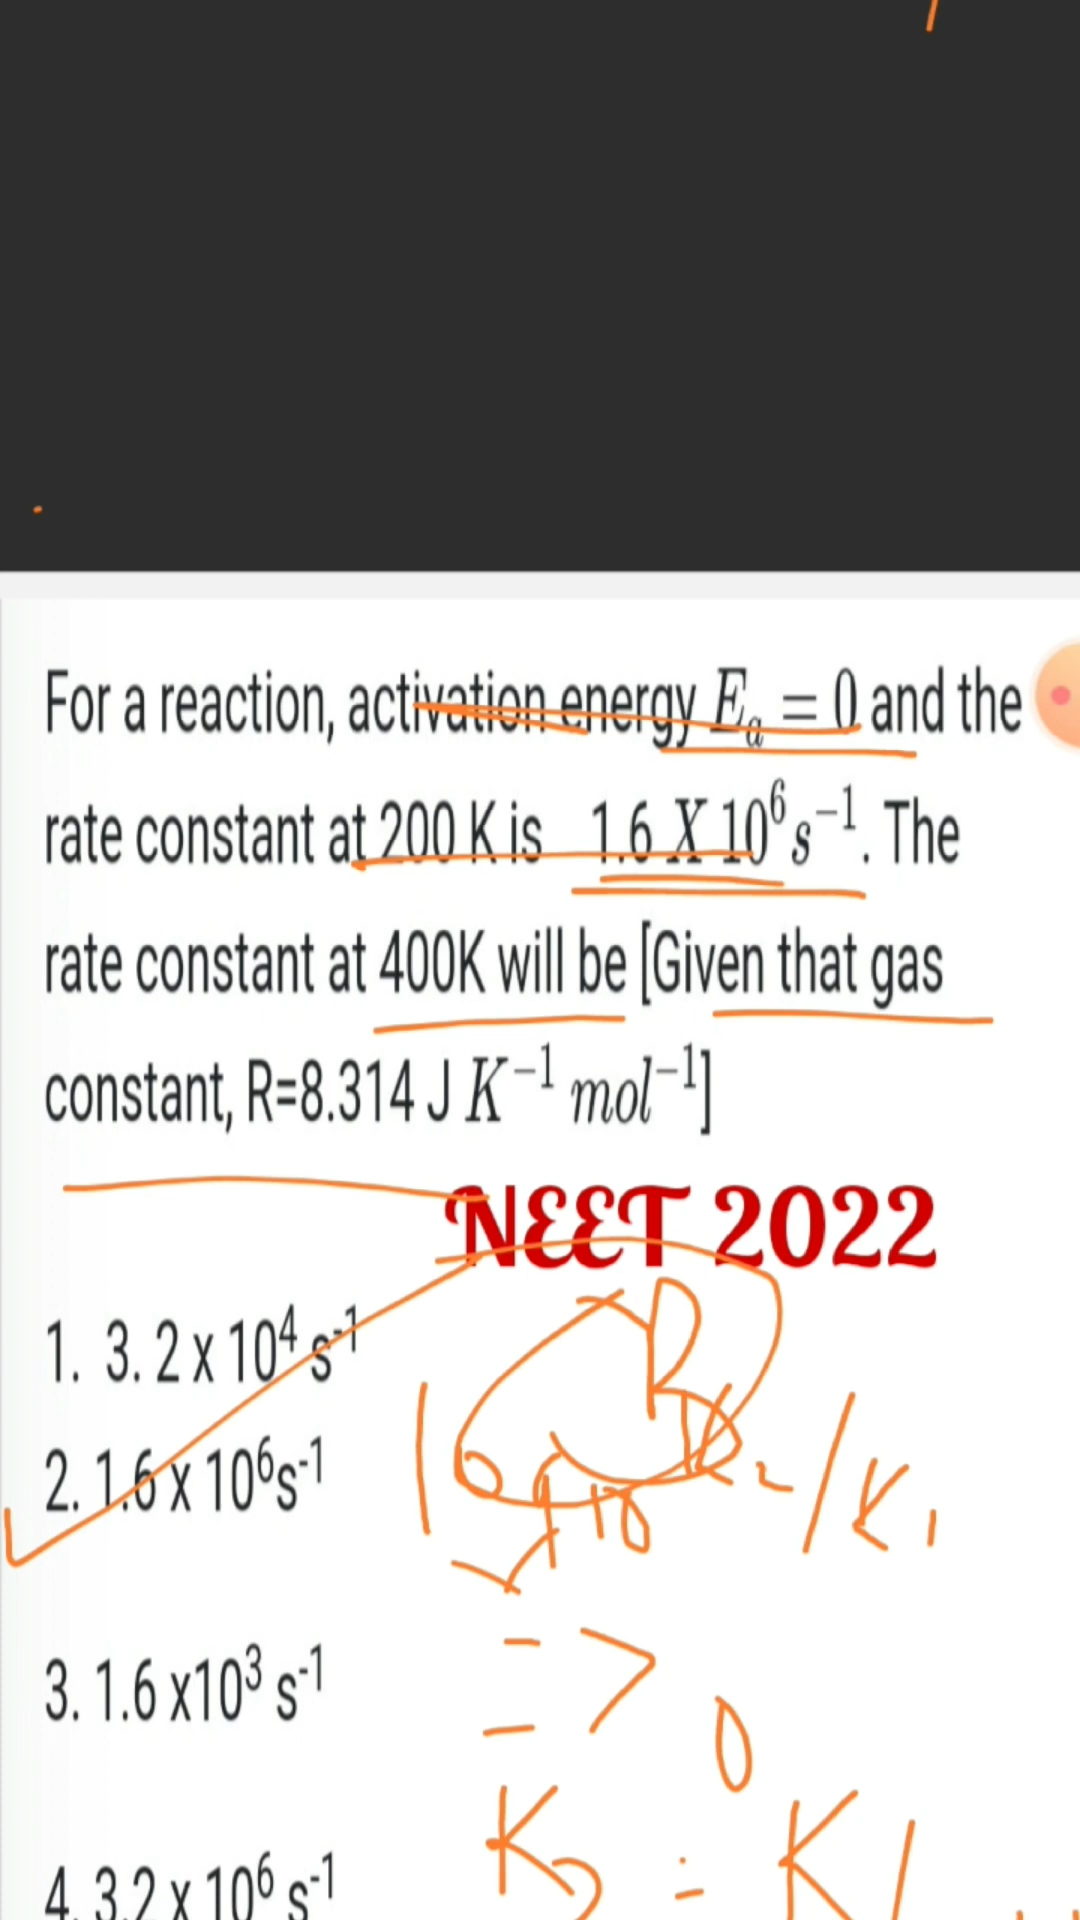 For a reaction, activation energy Eₐ = 0 and the
rate constant at 200 K is 1.6 X 10⁶ s⁻¹. The
rate constant at 400K will be [Given that gas
constant, R=8.314 J K⁻¹ mol⁻¹]
NEET 2022
1. 3. 2 x 10⁴ s⁻¹
2. 1.6 x 10⁶s⁻¹
K₂/K₁
3. 1.6 x10³ s⁻¹
=> 0
K₂ = K₁
4. 3.2 x 10⁶ s⁻¹